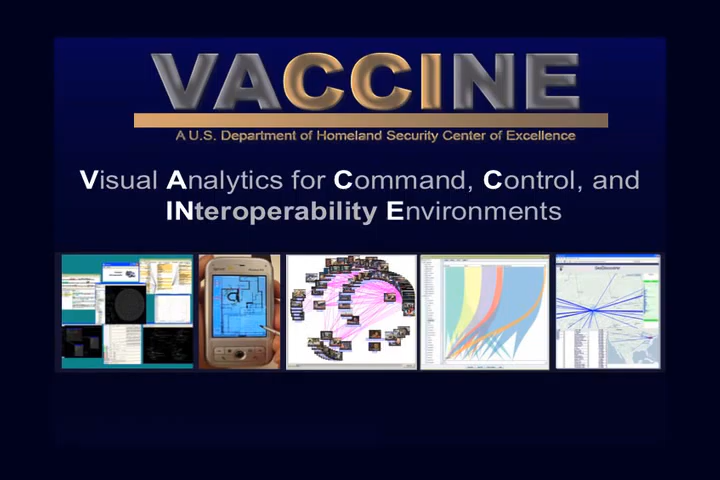 VACCINE
A U.S. Department of Homeland Security Center of Excellence
Visual Analytics for Command, Control, and
INteroperability Environments